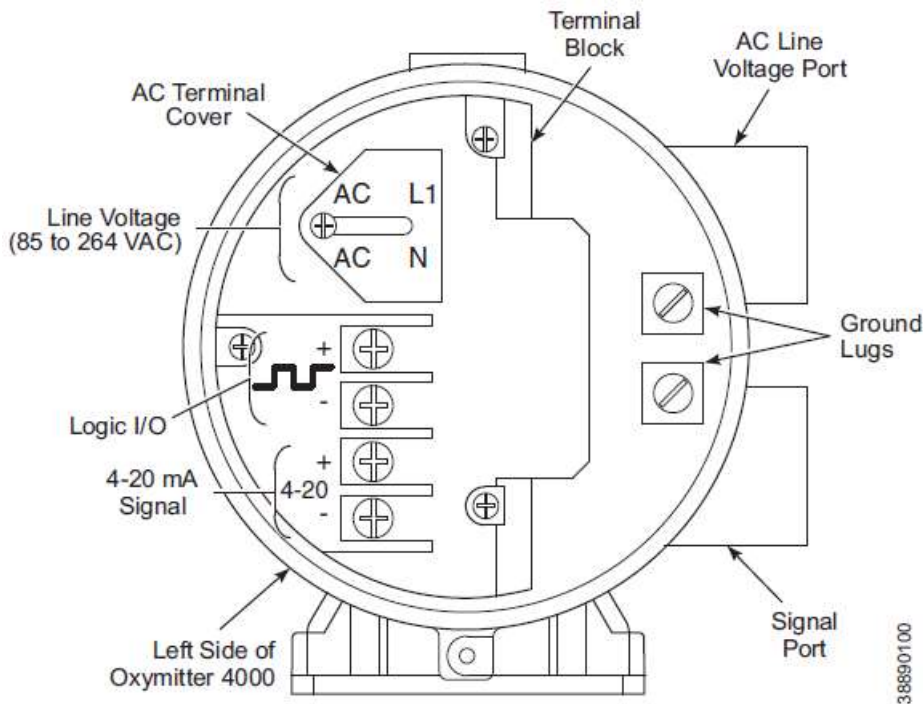 Terminal
Block
AC Line
Voltage Port
AC Terminal
Cover
AC L1
Line Voltage
(85 to 264 VAC)
AC N
Ground
Lugs
+
-
Logic I/O
+
4-20 mA
Signal
4-20
-
Left Side of
Oxymitter 4000
Signal
Port
38890100